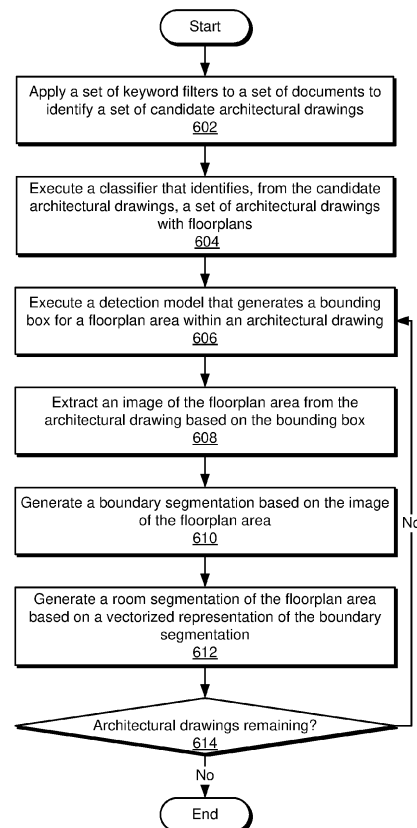 Start
Apply a set of keyword filters to a set of documents to
identify a set of candidate architectural drawings
602
Execute a classifier that identifies, from the candidate
architectural drawings, a set of architectural drawings
with floorplans
604
Execute a detection model that generates a bounding
box for a floorplan area within an architectural drawing
606
Extract an image of the floorplan area from the
architectural drawing based on the bounding box
608
Generate a boundary segmentation based on the image
of the floorplan area
610
No
Generate a room segmentation of the floorplan area
based on a vectorized representation of the boundary
segmentation
612
Architectural drawings remaining?
614
No
End